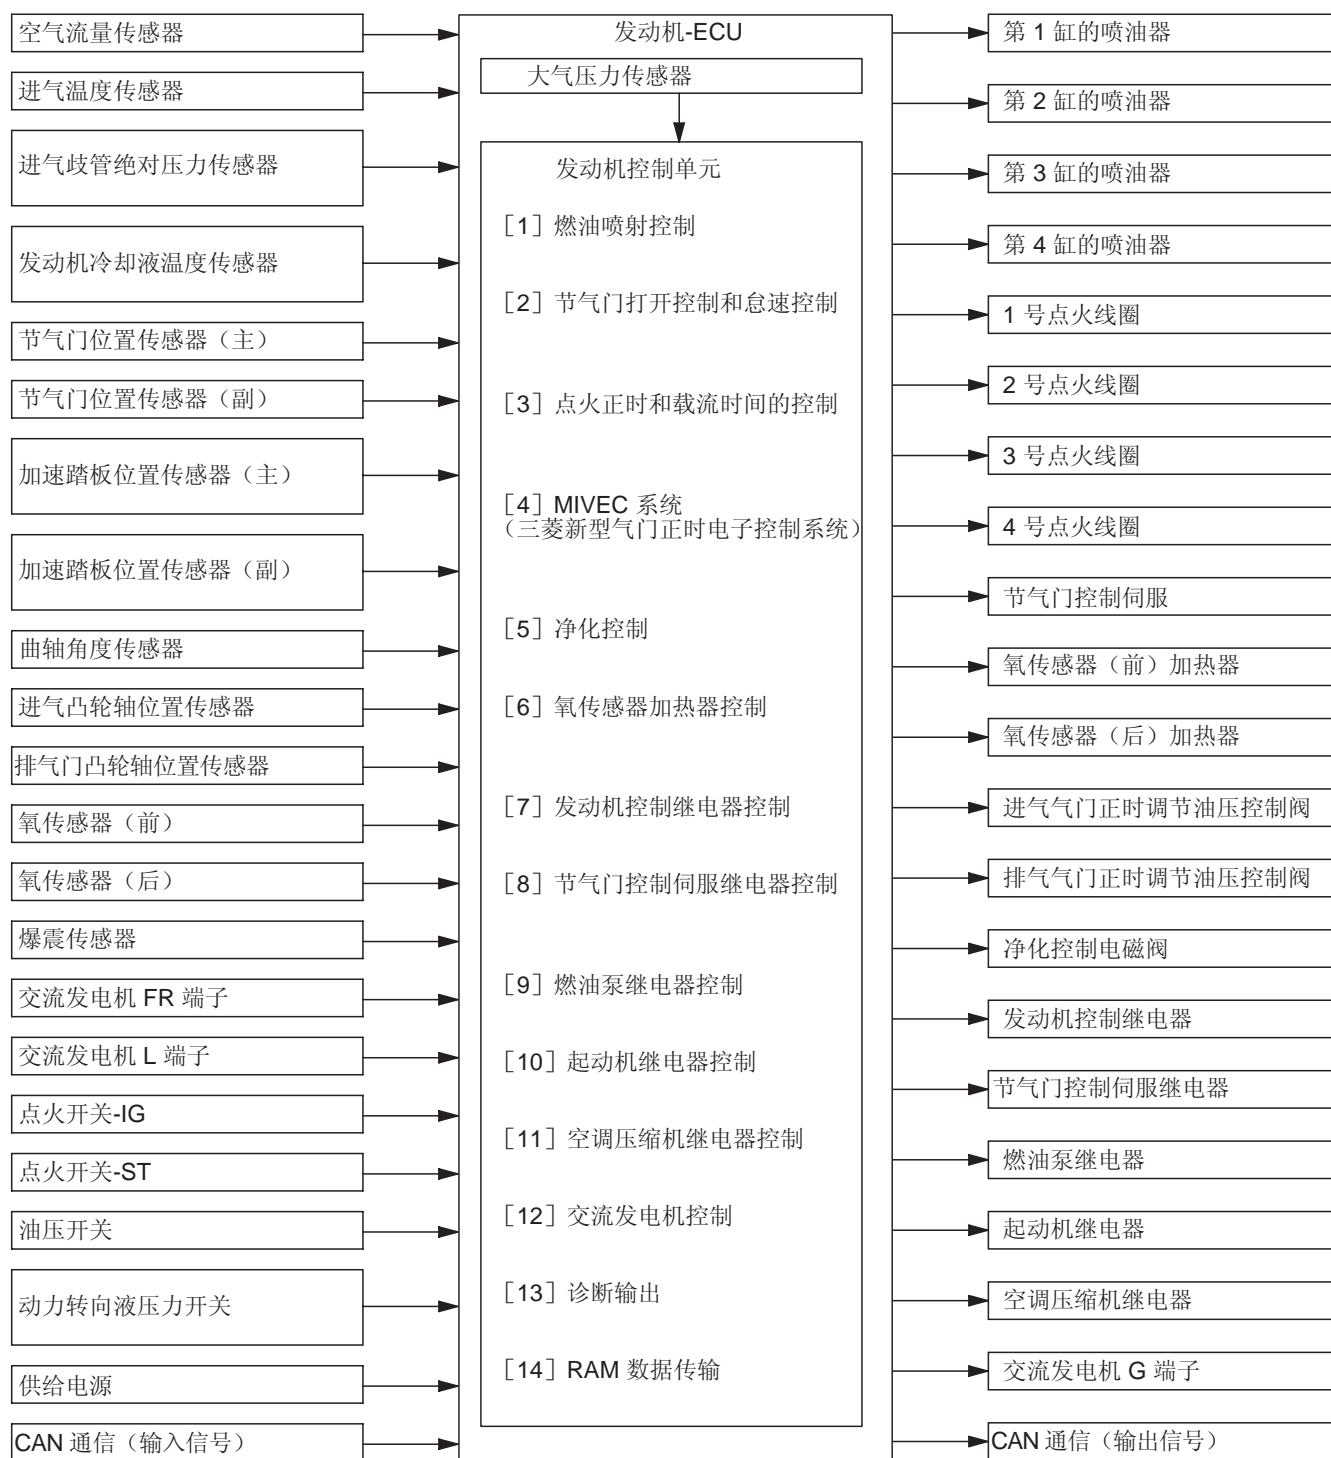 空气流量传感器
进气温度传感器
进气歧管绝对压力传感器
发动机冷却液温度传感器
节气门位置传感器（主）
节气门位置传感器（副）
加速踏板位置传感器（主）
加速踏板位置传感器（副）
曲轴角度传感器
进气凸轮轴位置传感器
排气门凸轮轴位置传感器
氧传感器（前）
氧传感器（后）
爆震传感器
交流发电机 FR 端子
交流发电机 L 端子
点火开关-IG
点火开关-ST
油压开关
动力转向液压力开关
供给电源
CAN 通信（输入信号）
发动机-ECU
大气压力传感器
发动机控制单元
［1］燃油喷射控制
［2］节气门打开控制和怠速控制
［3］点火正时和载流时间的控制
［4］MIVEC 系统
（三菱新型气门正时电子控制系统）
［5］净化控制
［6］氧传感器加热器控制
［7］发动机控制继电器控制
［8］节气门控制伺服继电器控制
［9］燃油泵继电器控制
［10］起动机继电器控制
［11］空调压缩机继电器控制
［12］交流发电机控制
［13］诊断输出
［14］RAM 数据传输
第 1 缸的喷油器
第 2 缸的喷油器
第 3 缸的喷油器
第 4 缸的喷油器
1 号点火线圈
2 号点火线圈
3 号点火线圈
4 号点火线圈
节气门控制伺服
氧传感器（前）加热器
氧传感器（后）加热器
进气气门正时调节油压控制阀
排气气门正时调节油压控制阀
净化控制电磁阀
发动机控制继电器
节气门控制伺服继电器
燃油泵继电器
起动机继电器
空调压缩机继电器
交流发电机 G 端子
CAN 通信（输出信号）